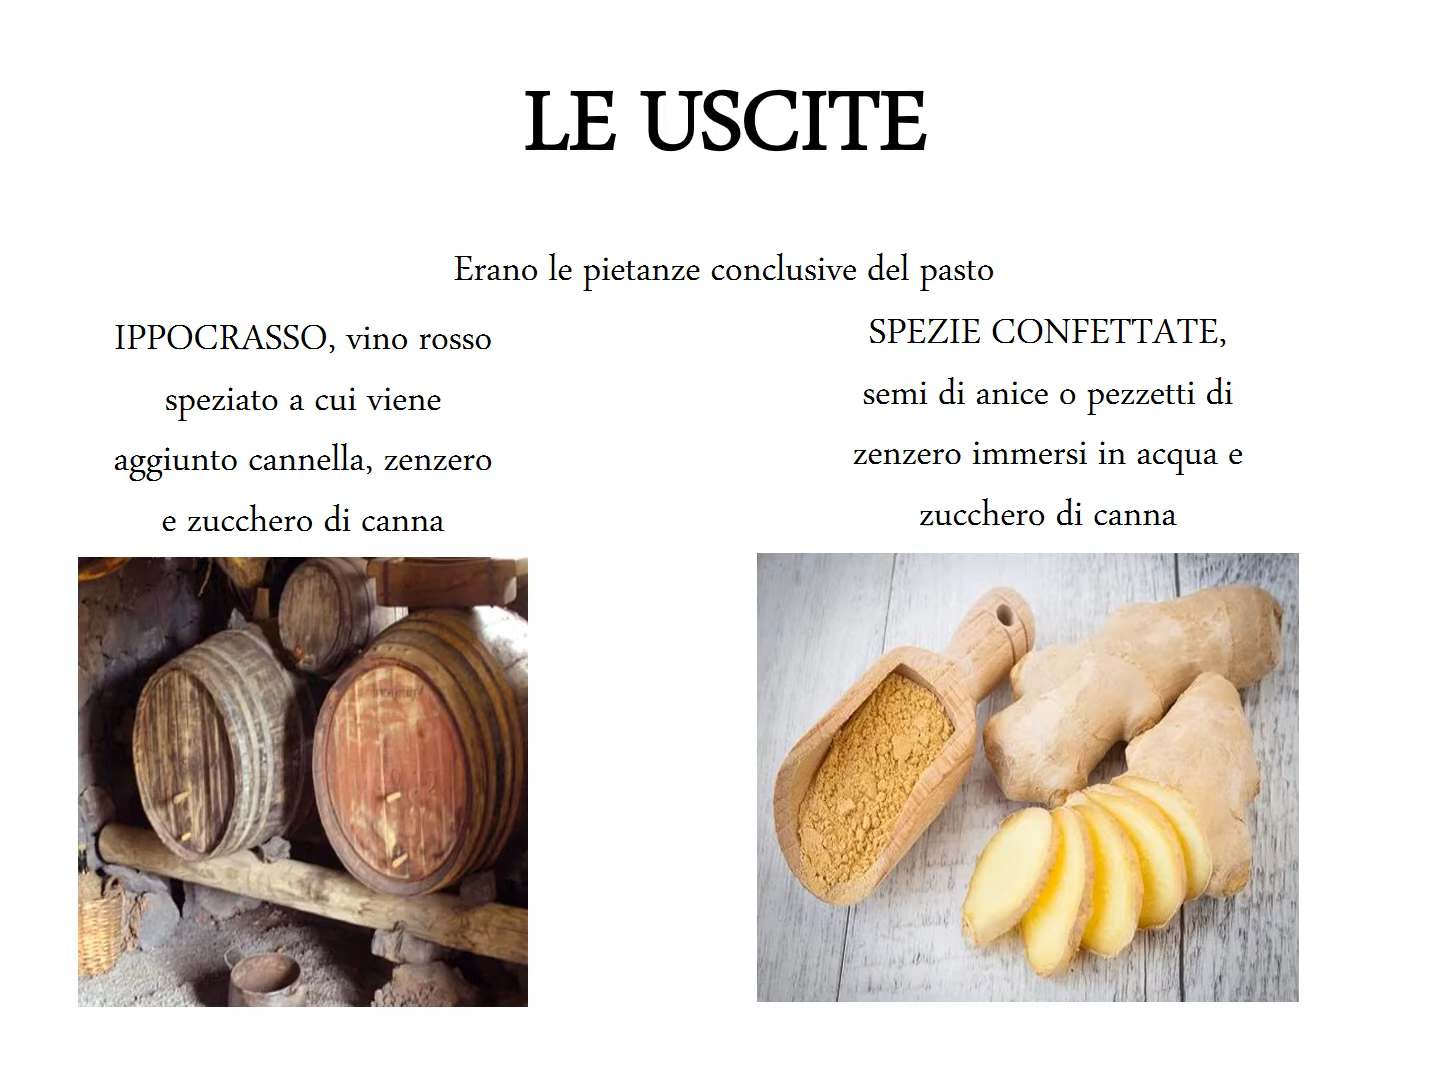 LE USCITE
Erano le pietanze conclusive del pasto
IPPOCRASSO, vino rosso
speziato a cui viene
aggiunto cannella, zenzero
e zucchero di canna
SPEZIE CONFETTATE,
semi di anice o pezzetti di
zenzero immersi in acqua e
zucchero di canna